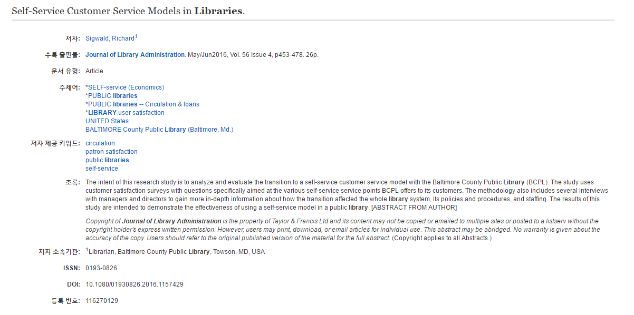 Self-Service Customer Service Models in Libraries.
저자: Sigwald, Richard1
수록 출판물: Journal of Library Administration. May/Jun2016, Vol. 56 Issue 4, p453-478. 26p.
문서 유형: Article
주제어: *SELF-service (Economics)
*PUBLIC libraries
*PUBLIC libraries -- Circulation & loans
*LIBRARY user satisfaction
UNITED States
BALTIMORE County Public Library (Baltimore, Md.)
저자 제공 키워드: circulation
patron satisfaction
public libraries
self-service
초록: The intent of this research study is to analyze and evaluate the transition to a self-service customer service model with the Baltimore County Public Library (BCPL). The study uses
customer satisfaction surveys with questions specifically aimed at the various self-service service points BCPL offers to its customers. The methodology also includes several interviews
with managers and directors to gain more in-depth information about how the transition affected the whole library system, its policies and procedures, and staffing. The results of this
study are intended to demonstrate the effectiveness of using a self-service model in a public library. [ABSTRACT FROM AUTHOR]
Copyright of Journal of Library Administration is the property of Taylor & Francis Ltd and its content may not be copied or emailed to multiple sites or posted to a listserv without the
copyright holder's express written permission. However, users may print, download, or email articles for individual use. This abstract may be abridged. No warranty is given about the
accuracy of the copy. Users should refer to the original published version of the material for the full abstract. (Copyright applies to all Abstracts.)
저자 소속기관: 1Librarian, Baltimore County Public Library, Towson, MD, USA
ISSN: 0193-0826
DOI: 10.1080/01930826.2016.1157429
등록 번호: 116270129